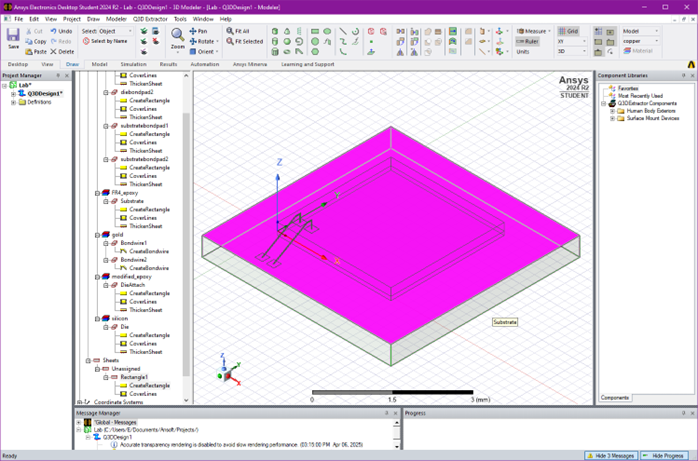 Ansys Electronics Desktop Student 2024 R2 - Lab - Q3DDesign1 - 3D Modeler - [Lab - Q3DDesign1 - Modeler]
File Edit View Project Draw Modeler Q3D Extractor Tools Window Help
Save
Cut
Copy
Paste
Undo
Redo
Delete
Select: Object
Select by Name
Zoom
Pan
Rotate
Orient
Fit All
Fit Selected
Measure
Ruler
Units
Grid
XY
3D
Model
copper
Material
Desktop View Draw Model Simulation Results Automation Ansys Minerva Learning and Support
Project Manager
Lab*
Q3DDesign1*
Definitions
CoverLines
ThickenSheet
diebondpad2
CreateRectangle
CoverLines
ThickenSheet
substratebondpad1
CreateRectangle
CoverLines
ThickenSheet
substratebondpad2
CreateRectangle
CoverLines
ThickenSheet
FR4_epoxy
Substrate
CreateRectangle
CoverLines
ThickenSheet
gold
Bondwire1
CreateBondwire
Bondwire2
CreateBondwire
modified_epoxy
DieAttach
CreateRectangle
CoverLines
ThickenSheet
silicon
Die
CreateRectangle
CoverLines
ThickenSheet
Sheets
Unassigned
Rectangle1
CreateRectangle
CoverLines
Coordinate Systems
Ansys
2024 R2
STUDENT
Z
Y
X
Substrate
Z
Y
X
0 1.5 3 (mm)
Component Libraries
Favorites
Most Recently Used
Q3D Extractor Components
Human Body Exteriors
Surface Mount Devices
Components
Message Manager
*Global - Messages
Lab (C:/Users/E/Documents/Ansoft/Projects/)
Q3DDesign1
Accurate transparency rendering is disabled to avoid slow rendering performance. (03:15:00 PM Apr 06, 2025)
Progress
Ready
Hide 3 Messages
Hide Progress